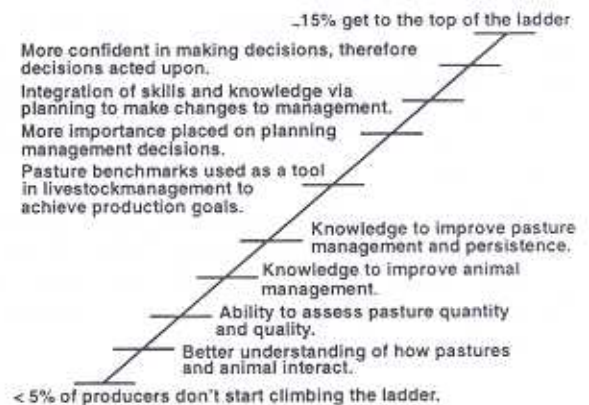 ~15% get to the top of the ladder
More confident in making decisions, therefore
decisions acted upon.
Integration of skills and knowledge via
planning to make changes to management.
More importance placed on planning
management decisions.
Pasture benchmarks used as a tool
in livestockmanagement to
achieve production goals.
Knowledge to improve pasture
management and persistence.
Knowledge to improve animal
management.
Ability to assess pasture quantity
and quality.
Better understanding of how pastures
and animal interact.
< 5% of producers don't start climbing the ladder.